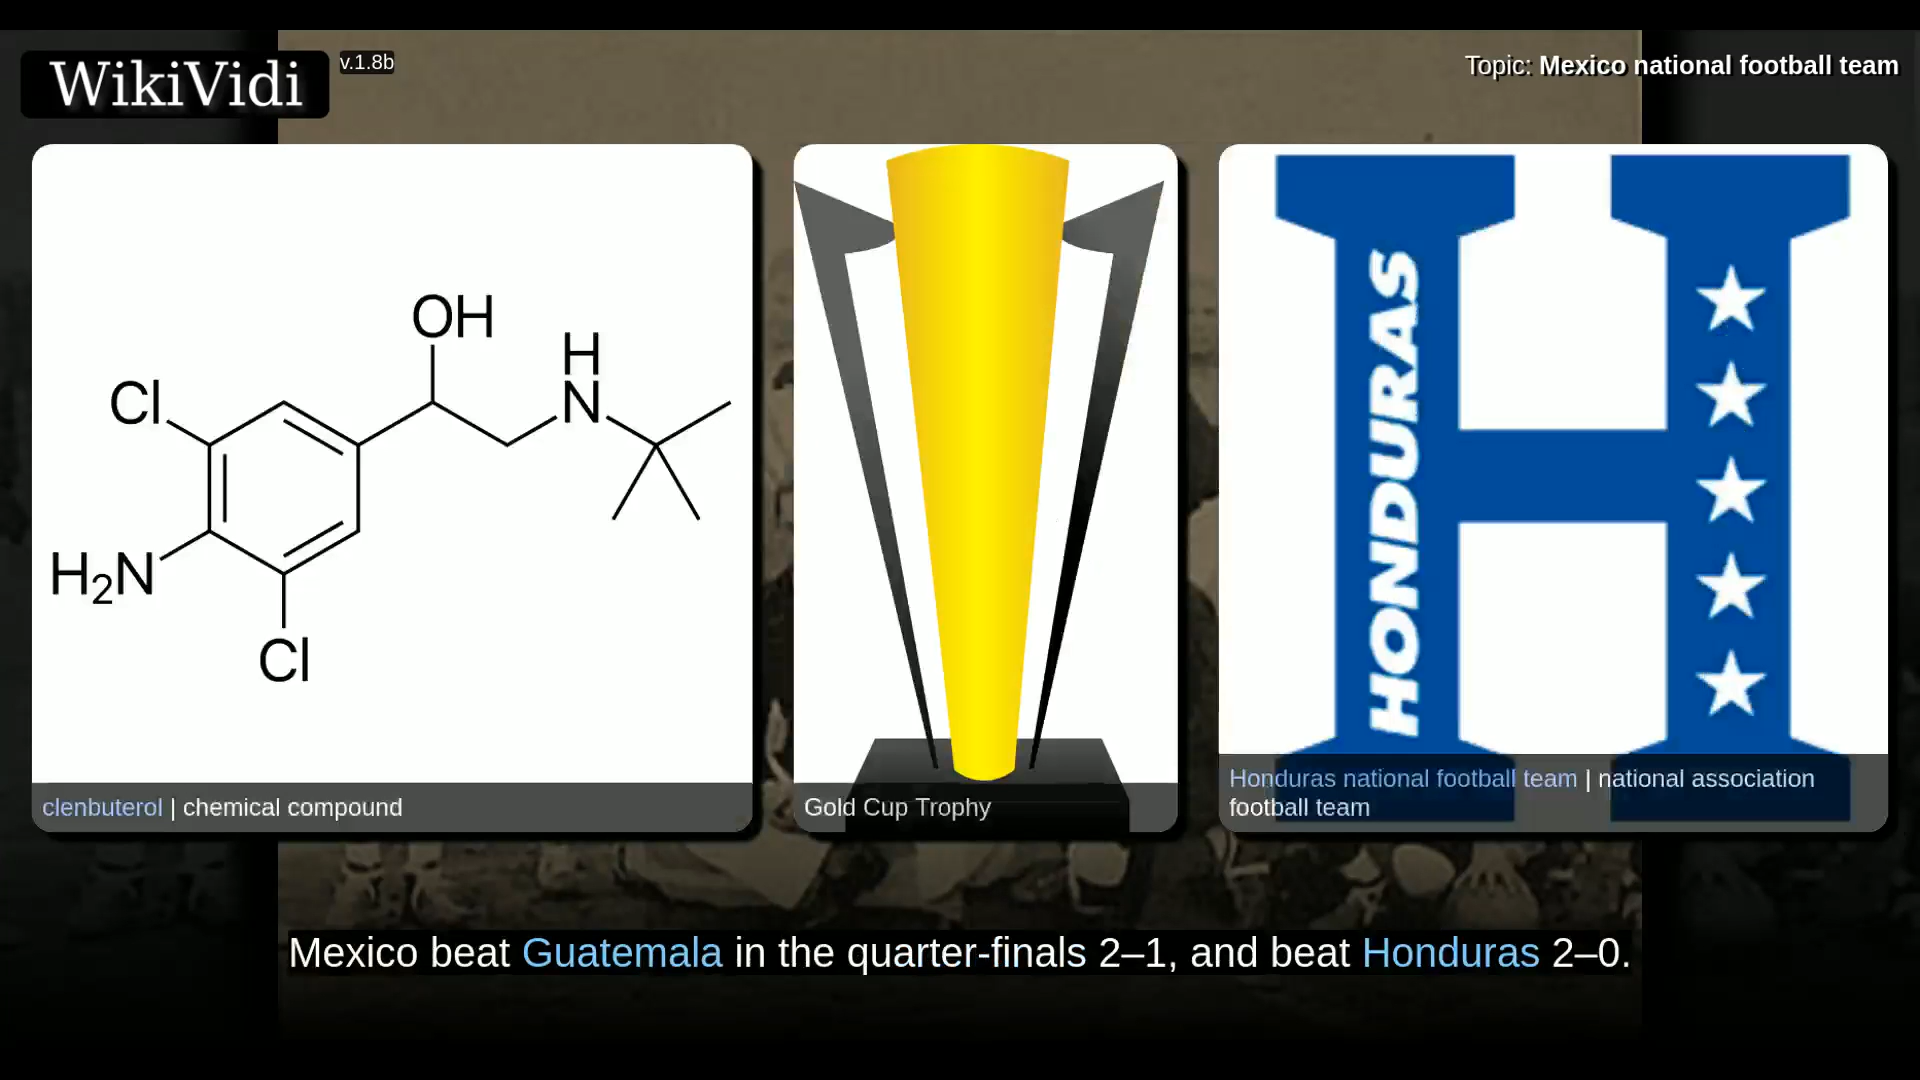 WikiVidi
v.1.8b
Topic: Mexico national football team
OH
H
N
Cl
H2N
Cl
HONDURAS
clenbuterol | chemical compound
Gold Cup Trophy
Honduras national football team | national association
football team
Mexico beat Guatemala in the quarter-finals 2–1, and beat Honduras 2–0.